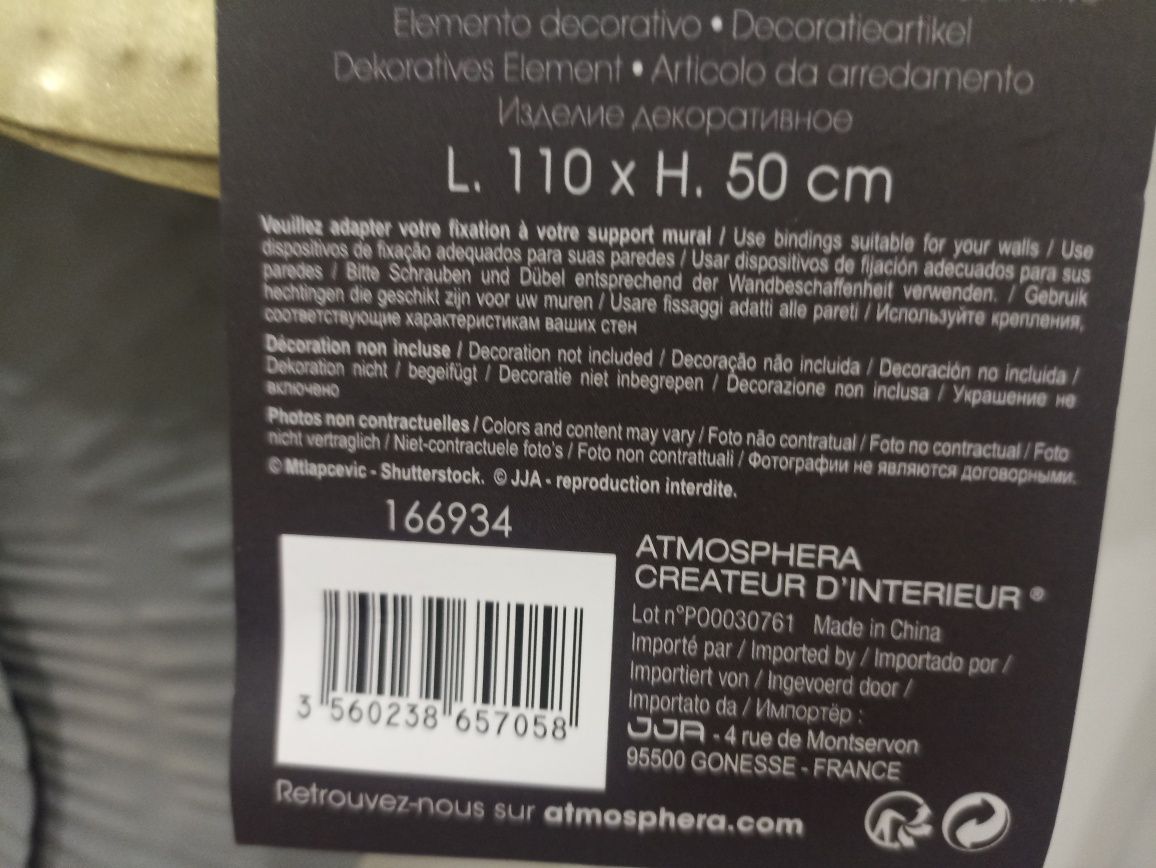 Elemento decorativo • Decoratieartikel
Dekoratives Element • Articolo da arredamento
Изделие декоративное
L. 110 x H. 50 cm
Veuillez adapter votre fixation à votre support mural / Use bindings suitable for your walls / Use
dispositivos de fixação adequados para suas paredes / Usar dispositivos de fijación adecuados para sus
paredes / Bitte Schrauben und Dübel entsprechend der Wandbeschaffenheit verwenden. / Gebruik
hechtingen die geschikt zijn voor uw muren / Usare fissaggi adatti alle pareti / Используйте крепления,
соответствующие характеристикам ваших стен
Décoration non incluse / Decoration not included / Decoração não incluida / Decoración no incluida /
Dekoration nicht / begeifügt / Decoratie niet inbegrepen / Decorazione non inclusa / Украшение не
включено
Photos non contractuelles / Colors and content may vary / Foto não contratual / Foto no contractual / Foto
nicht vertraglich / Niet-contractuele foto's / Foto non contrattuali / Фотографии не являются договорными.
© Mtlapcevic - Shutterstock. © JJA - reproduction interdite.
166934
3 560238 657058
ATMOSPHERA
CREATEUR D'INTERIEUR ®
Lot n°PO0030761 Made in China
Importé par / Imported by / Importado por /
Importiert von / Ingevoerd door /
Importato da / Импортёр :
JJA - 4 rue de Montservon
95500 GONESSE - FRANCE
Retrouvez-nous sur atmosphera.com